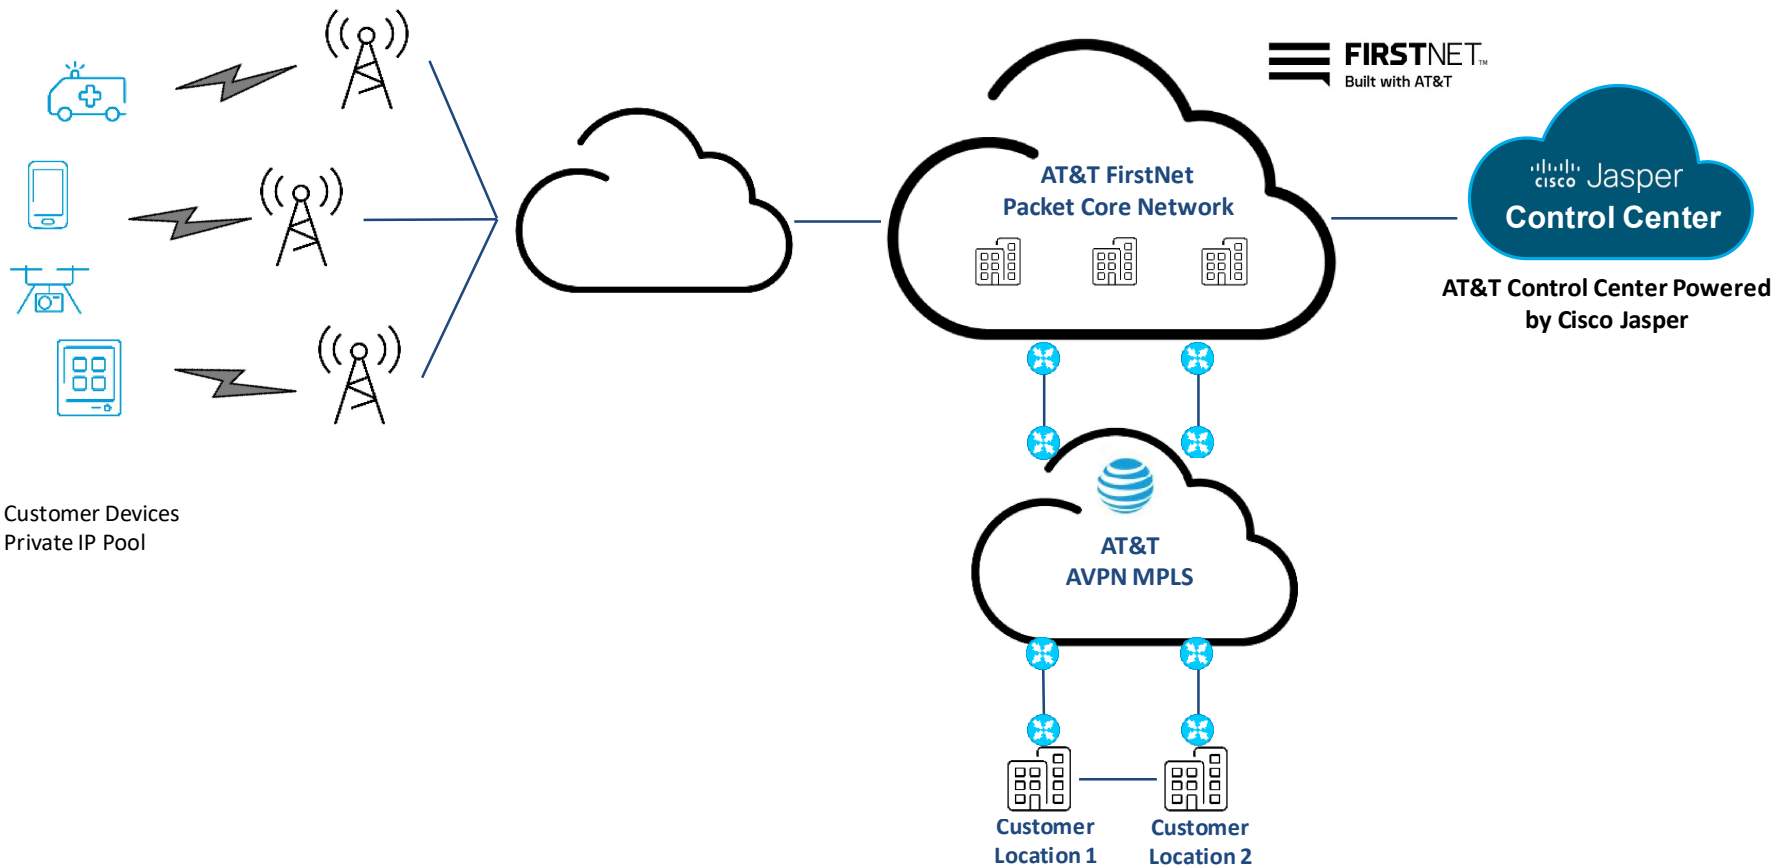 FIRSTNET™
Built with AT&T
AT&T FirstNet
Packet Core Network
cisco Jasper
Control Center
AT&T Control Center Powered
by Cisco Jasper
Customer Devices
Private IP Pool
AT&T
AVPN MPLS
Customer
Location 1
Customer
Location 2